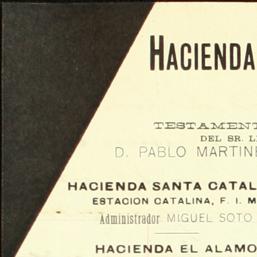 HACIENDA
TESTAMENT
DEL SR. L
D. PABLO MARTINE
HACIENDA SANTA CATAL
ESTACION CATALINA, F. I. M
Administrador MIGUEL SOTO
HACIENDA EL ALAMO